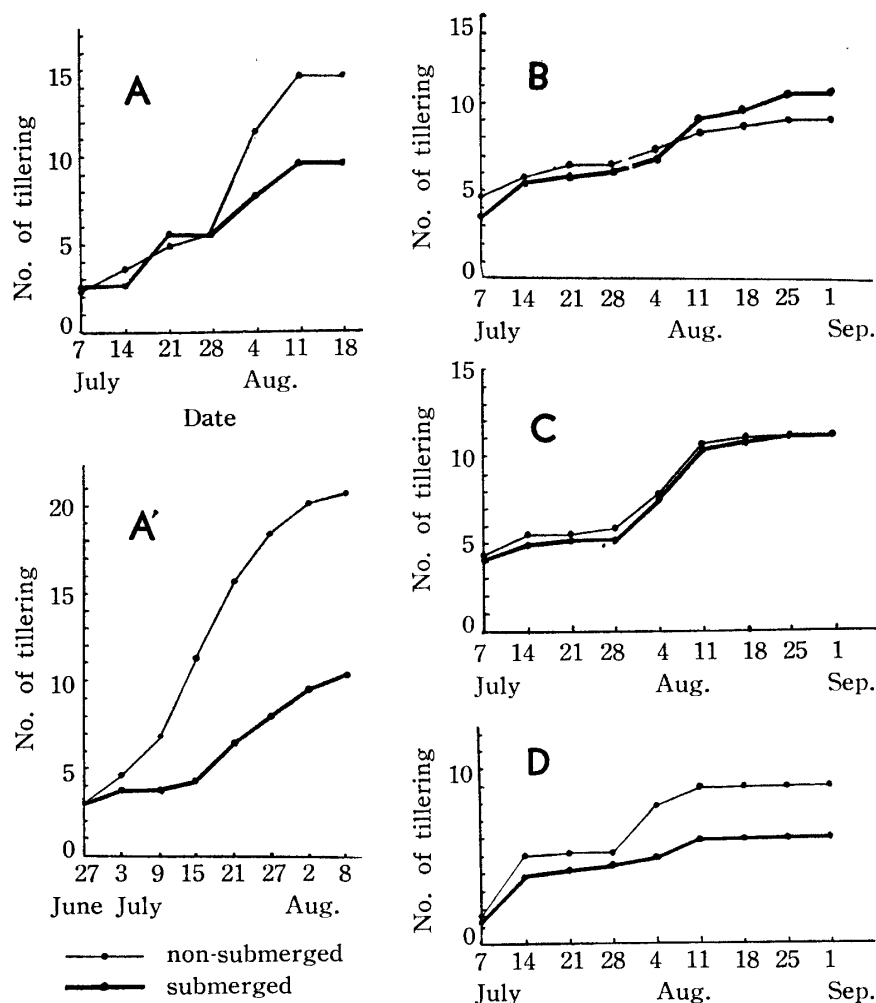 A
No. of tillering
15
10
5
0
7 14 21 28 4 11 18
July Aug.
Date
B
No. of tillering
15
10
5
0
7 14 21 28 4 11 18 25 1
July Aug. Sep.
A'
No. of tillering
20
15
10
5
0
27 3 9 15 21 27 2 8
June July Aug.
C
No. of tillering
15
10
5
0
7 14 21 28 4 11 18 25 1
July Aug. Sep.
D
No. of tillering
10
0
7 14 21 28 4 11 18 25 1
July Aug. Sep.
non-submerged
submerged